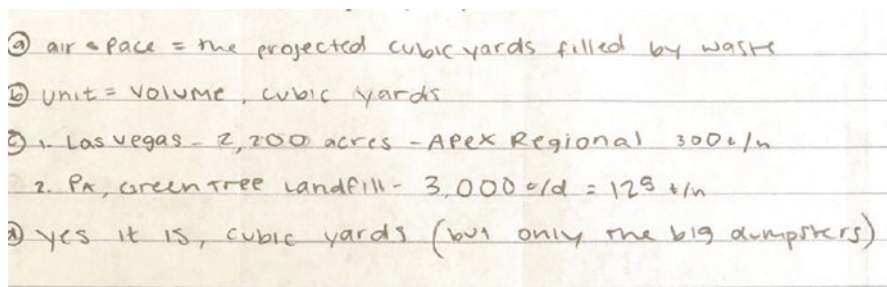 ⓐ air space = the projected cubic yards filled by waste
ⓑ unit = volume, cubic yards
ⓒ 1. Las vegas - 2,200 acres - APEX Regional 300t/h
2. PA, Green Tree Landfill - 3,000 t/d = 125 t/h
ⓓ yes it is, cubic yards (but only the big dumpsters)